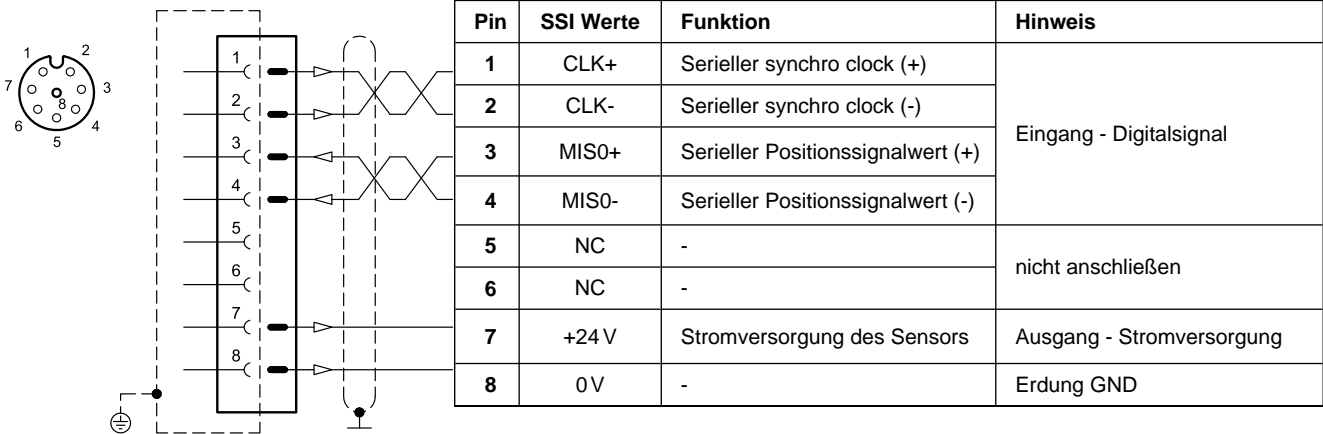 1 2
7 8 3
6 4
5
1
2
3
4
5
6
7
8
Pin SSI Werte Funktion Hinweis
1 CLK+ Serieller synchro clock (+)
2 CLK- Serieller synchro clock (-)
Eingang - Digitalsignal
3 MIS0+ Serieller Positionssignalwert (+)
4 MIS0- Serieller Positionssignalwert (-)
5 NC -
nicht anschließen
6 NC -
7 +24 V Stromversorgung des Sensors Ausgang - Stromversorgung
8 0 V - Erdung GND